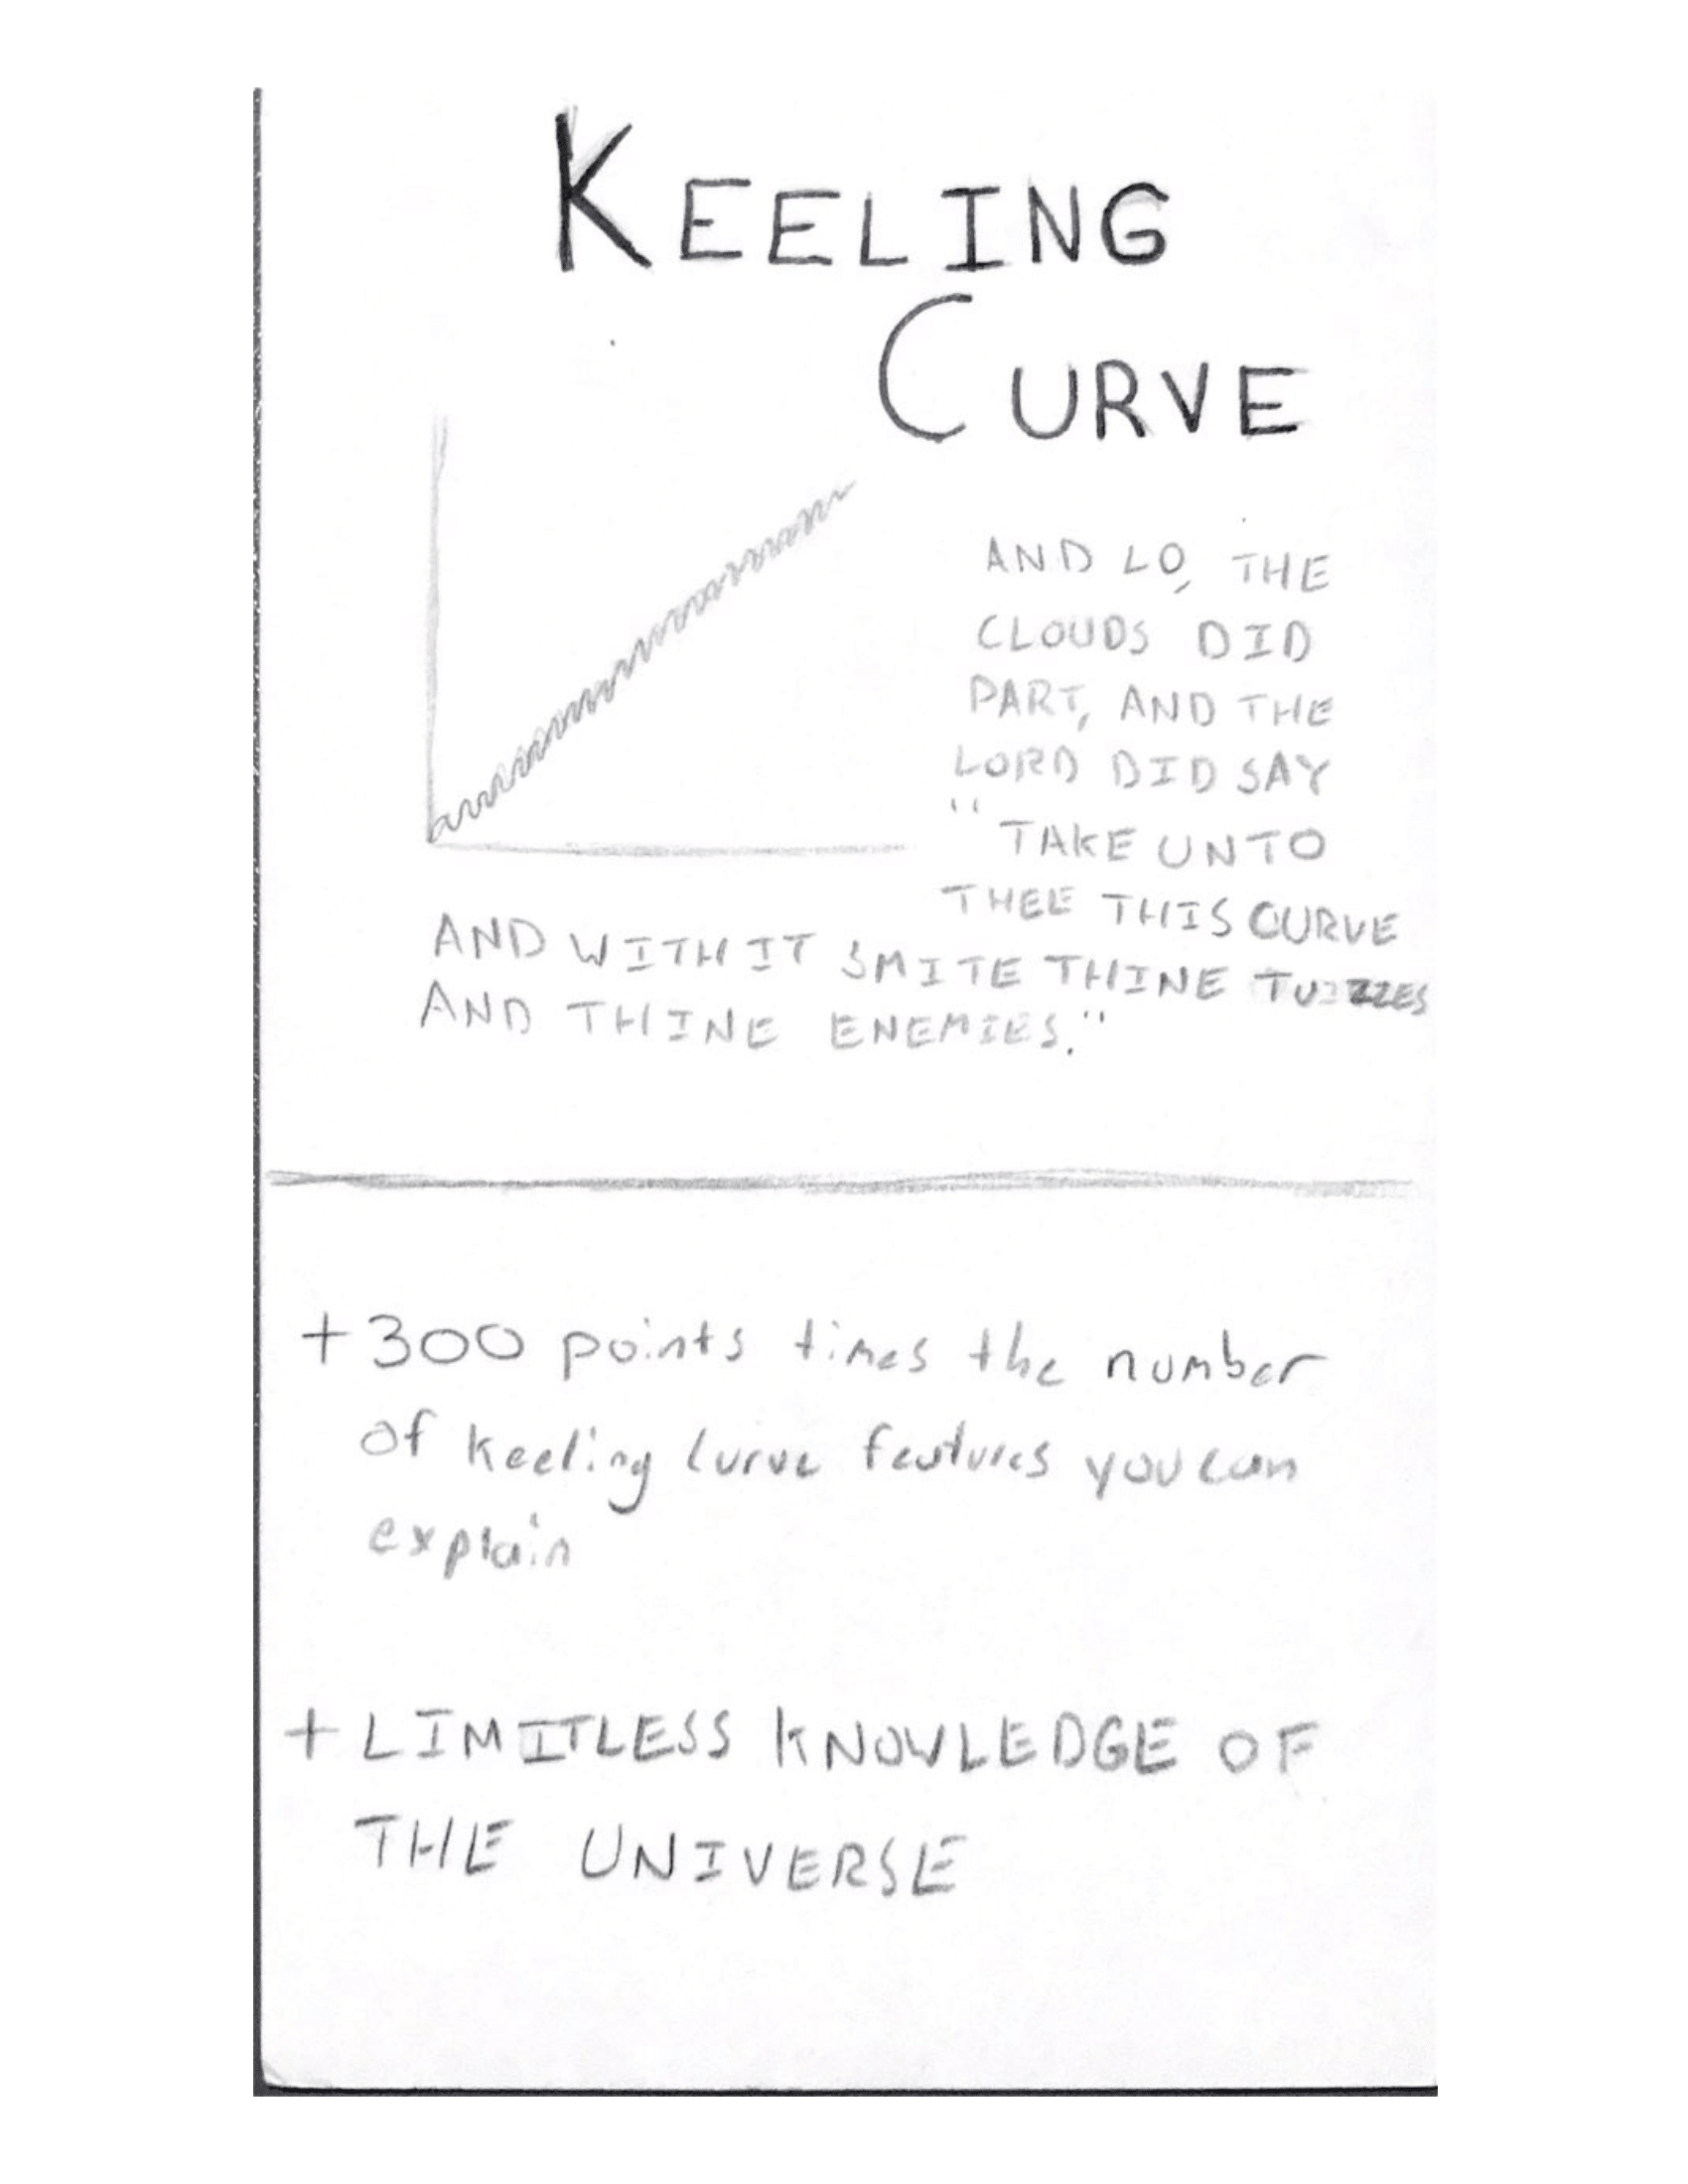 KEELING
CURVE
AND LO, THE
CLOUDS DID
PART, AND THE
LORD DID SAY
"TAKE UNTO
THEE THIS CURVE
AND WITH IT SMITE THINE
AND THINE ENEMIES."
+300 points times the number
of keeling curve features you can
explain
+ LIMITLESS KNOWLEDGE OF
THE UNIVERSE